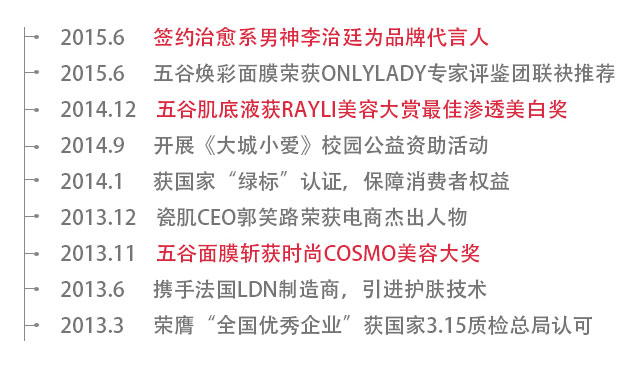 2015.6 签约治愈系男神李治廷为品牌代言人
2015.6 五谷焕彩面膜荣获ONLYLADY专家评鉴团联袂推荐
2014.12 五谷肌底液获RAYLI美容大赏最佳渗透美白奖
2014.9 开展《大城小爱》校园公益资助活动
2014.1 获国家“绿标”认证，保障消费者权益
2013.12 瓷肌CEO郭笑路荣获电商杰出人物
2013.11 五谷面膜斩获时尚COSMO美容大奖
2013.6 携手法国LDN制造商，引进护肤技术
2013.3 荣膺“全国优秀企业”获国家3.15质检总局认可